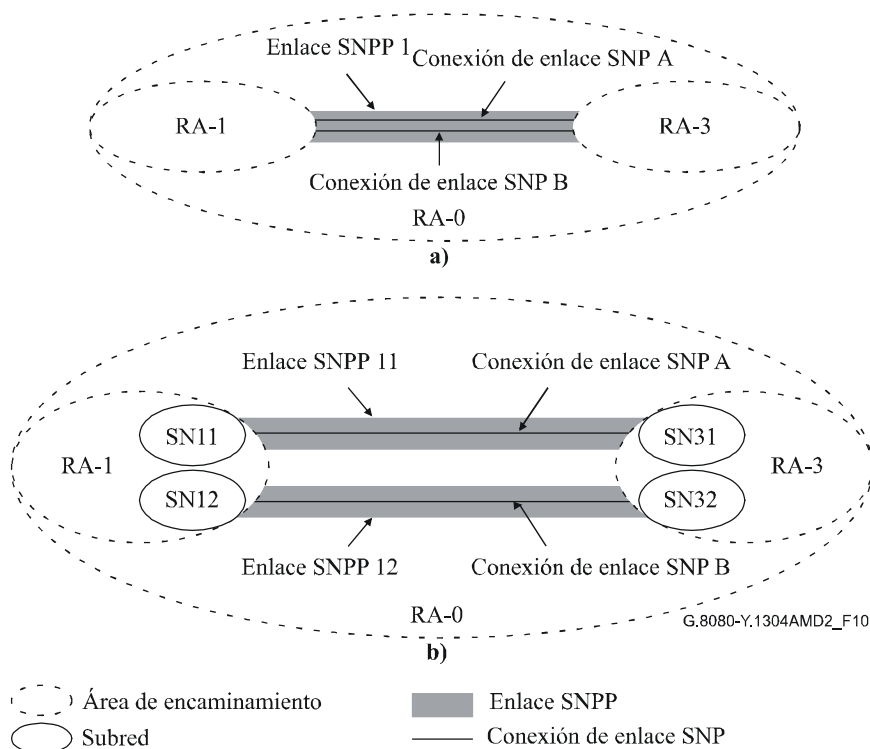 Enlace SNPP 1
Conexión de enlace SNP A
RA-1
RA-3
Conexión de enlace SNP B
RA-0
a)
Enlace SNPP 11
Conexión de enlace SNP A
SN11
SN31
RA-1
RA-3
SN12
SN32
Enlace SNPP 12
Conexión de enlace SNP B
RA-0
G.8080-Y.1304AMD2_F10
b)
Área de encaminamiento
Enlace SNPP
Subred
Conexión de enlace SNP